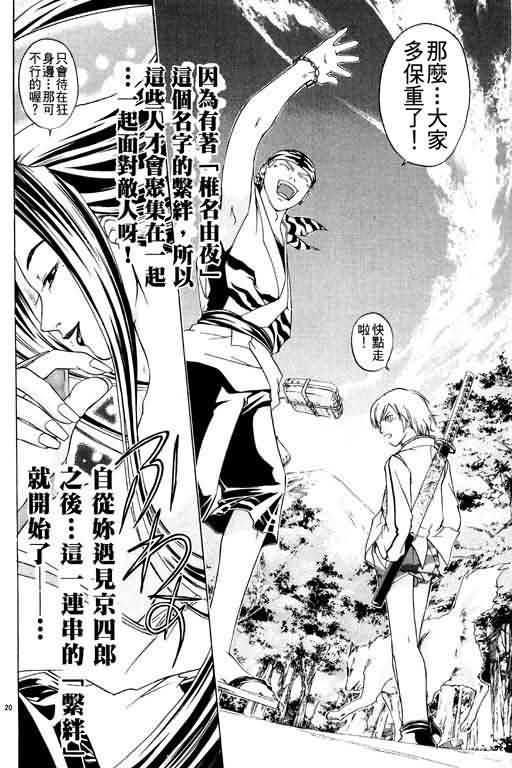 那麼…大家
多保重了！
快點走
啦！
因為有著「椎名由夜」
這個名字的繫絆，所以
這些人才會聚集在一起
…一起面對敵人呀！
只會待在狂
身邊…那可
不行的喔？
自從妳遇見京四郎
之後…這一連串的「繫絆」
就開始了——…
20